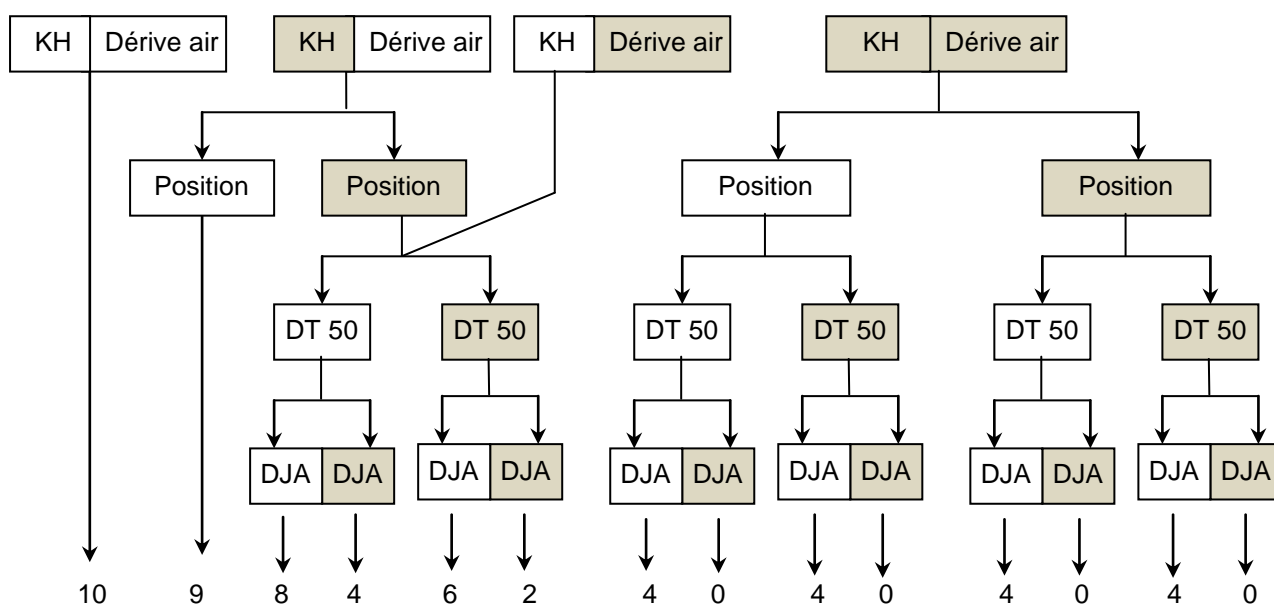 KH Dérive air KH Dérive air KH Dérive air KH Dérive air
Position Position Position Position
DT 50 DT 50 DT 50 DT 50 DT 50 DT 50
DJA DJA DJA DJA DJA DJA DJA DJA DJA DJA DJA DJA
10 9 8 4 6 2 4 0 4 0 4 0 4 0